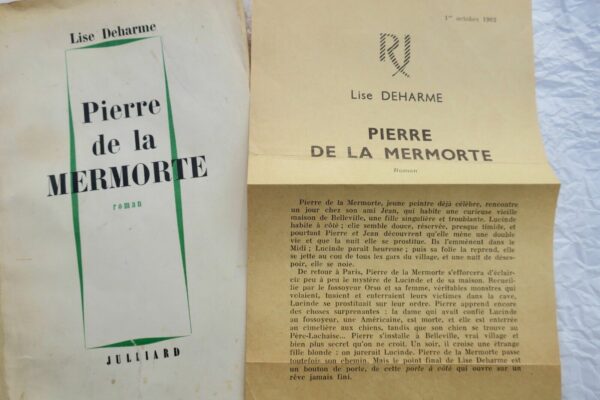 Lise Deharme
Pierre
de la
MERMORTE
roman
JULLIARD
1er octobre 1962
RJ
Lise DEHARME
PIERRE
DE LA MERMORTE
Roman
Pierre de la Mermorte, jeune peintre déjà célèbre, rencontre
un jour chez son ami Jean, qui habite une curieuse vieille
maison de Belleville, une fille singulière et troublante. Lucinde
habite à côté ; elle semble douce, réservée, presque timide, et
pourtant Pierre et Jean découvrent qu'elle mène une double
vie et que la nuit elle se prostitue. Ils l'emmènent dans le
Midi ; Lucinde paraît heureuse ; puis sa folie la reprend, elle
se jette au cou de tous les gars du village, et une nuit de déses-
poir, elle se noie.
De retour à Paris, Pierre de la Mermorte s'efforcera d'éclair-
cir peu à peu le mystère de Lucinde et de sa maison. Recueil-
lie par le fossoyeur Orso et sa femme, véritables monstres qui
volaient, tuaient et enterraient leurs victimes dans la cave,
Lucinde se prostituait sur leur ordre. Pierre apprend encore
des choses surprenantes : la dame qui avait confié Lucinde
au fossoyeur, une Américaine, est morte, et elle est enterrée
au cimetière aux chiens, tandis que son chien se trouve au
Père-Lachaise... Pierre s'installe à Belleville, vrai village et
bien plus secret qu'on ne croit. Un soir, il croise une étrange
fille blonde : on jurerait Lucinde. Pierre de la Mermorte passe
toutefois son chemin. Mais le point final de Lise Deharme est
un bouton de porte, de cette porte à côté qui ouvre sur un
rêve jamais fini.